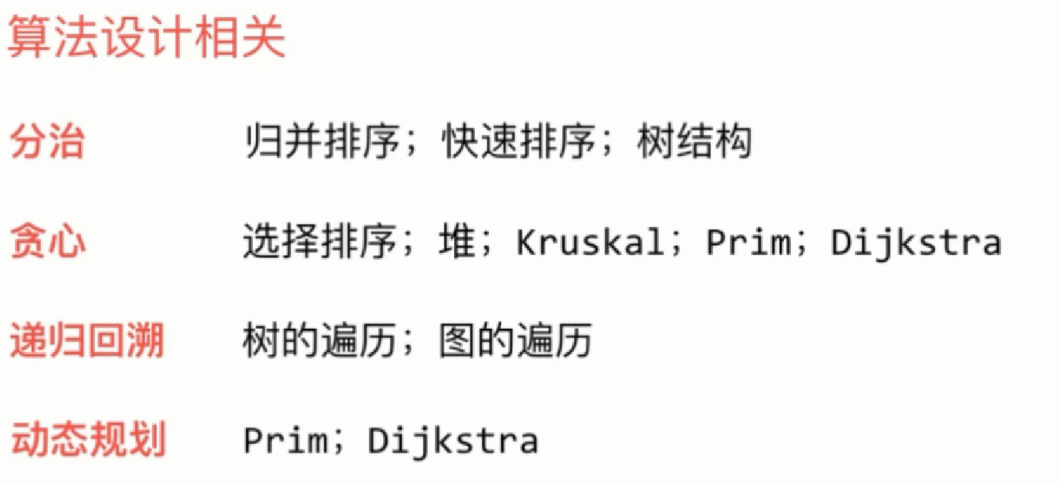 算法设计相关
分治 归并排序；快速排序；树结构
贪心 选择排序；堆；Kruskal；Prim；Dijkstra
递归回溯 树的遍历；图的遍历
动态规划 Prim；Dijkstra